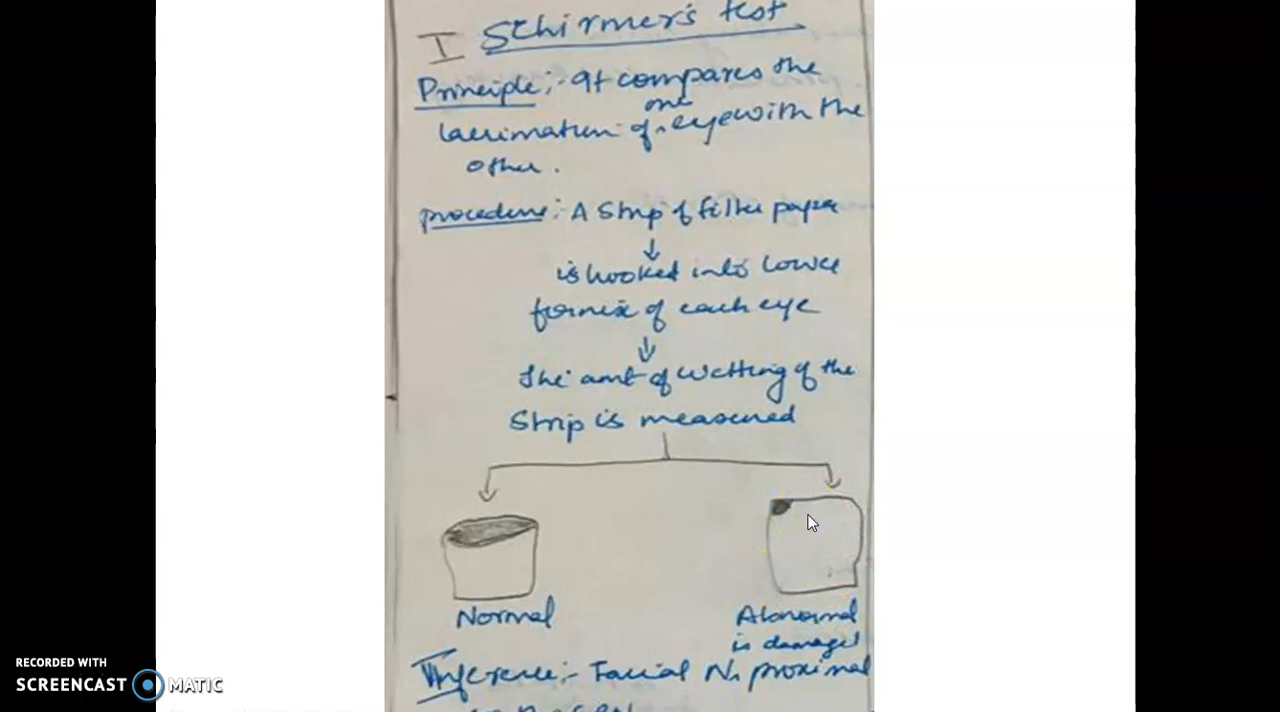 I Schirmer's test
Principle:- It compares the
lacrimation of one eye with the
other.
procedure:- A strip of filter paper
↓
is hooked into lower
fornix of each eye
↓
The amt of wetting of the
strip is measured
Normal
Abnormal
is damaged
Inference:- Facial N. proximal
RECORDED WITH
SCREENCAST MATIC